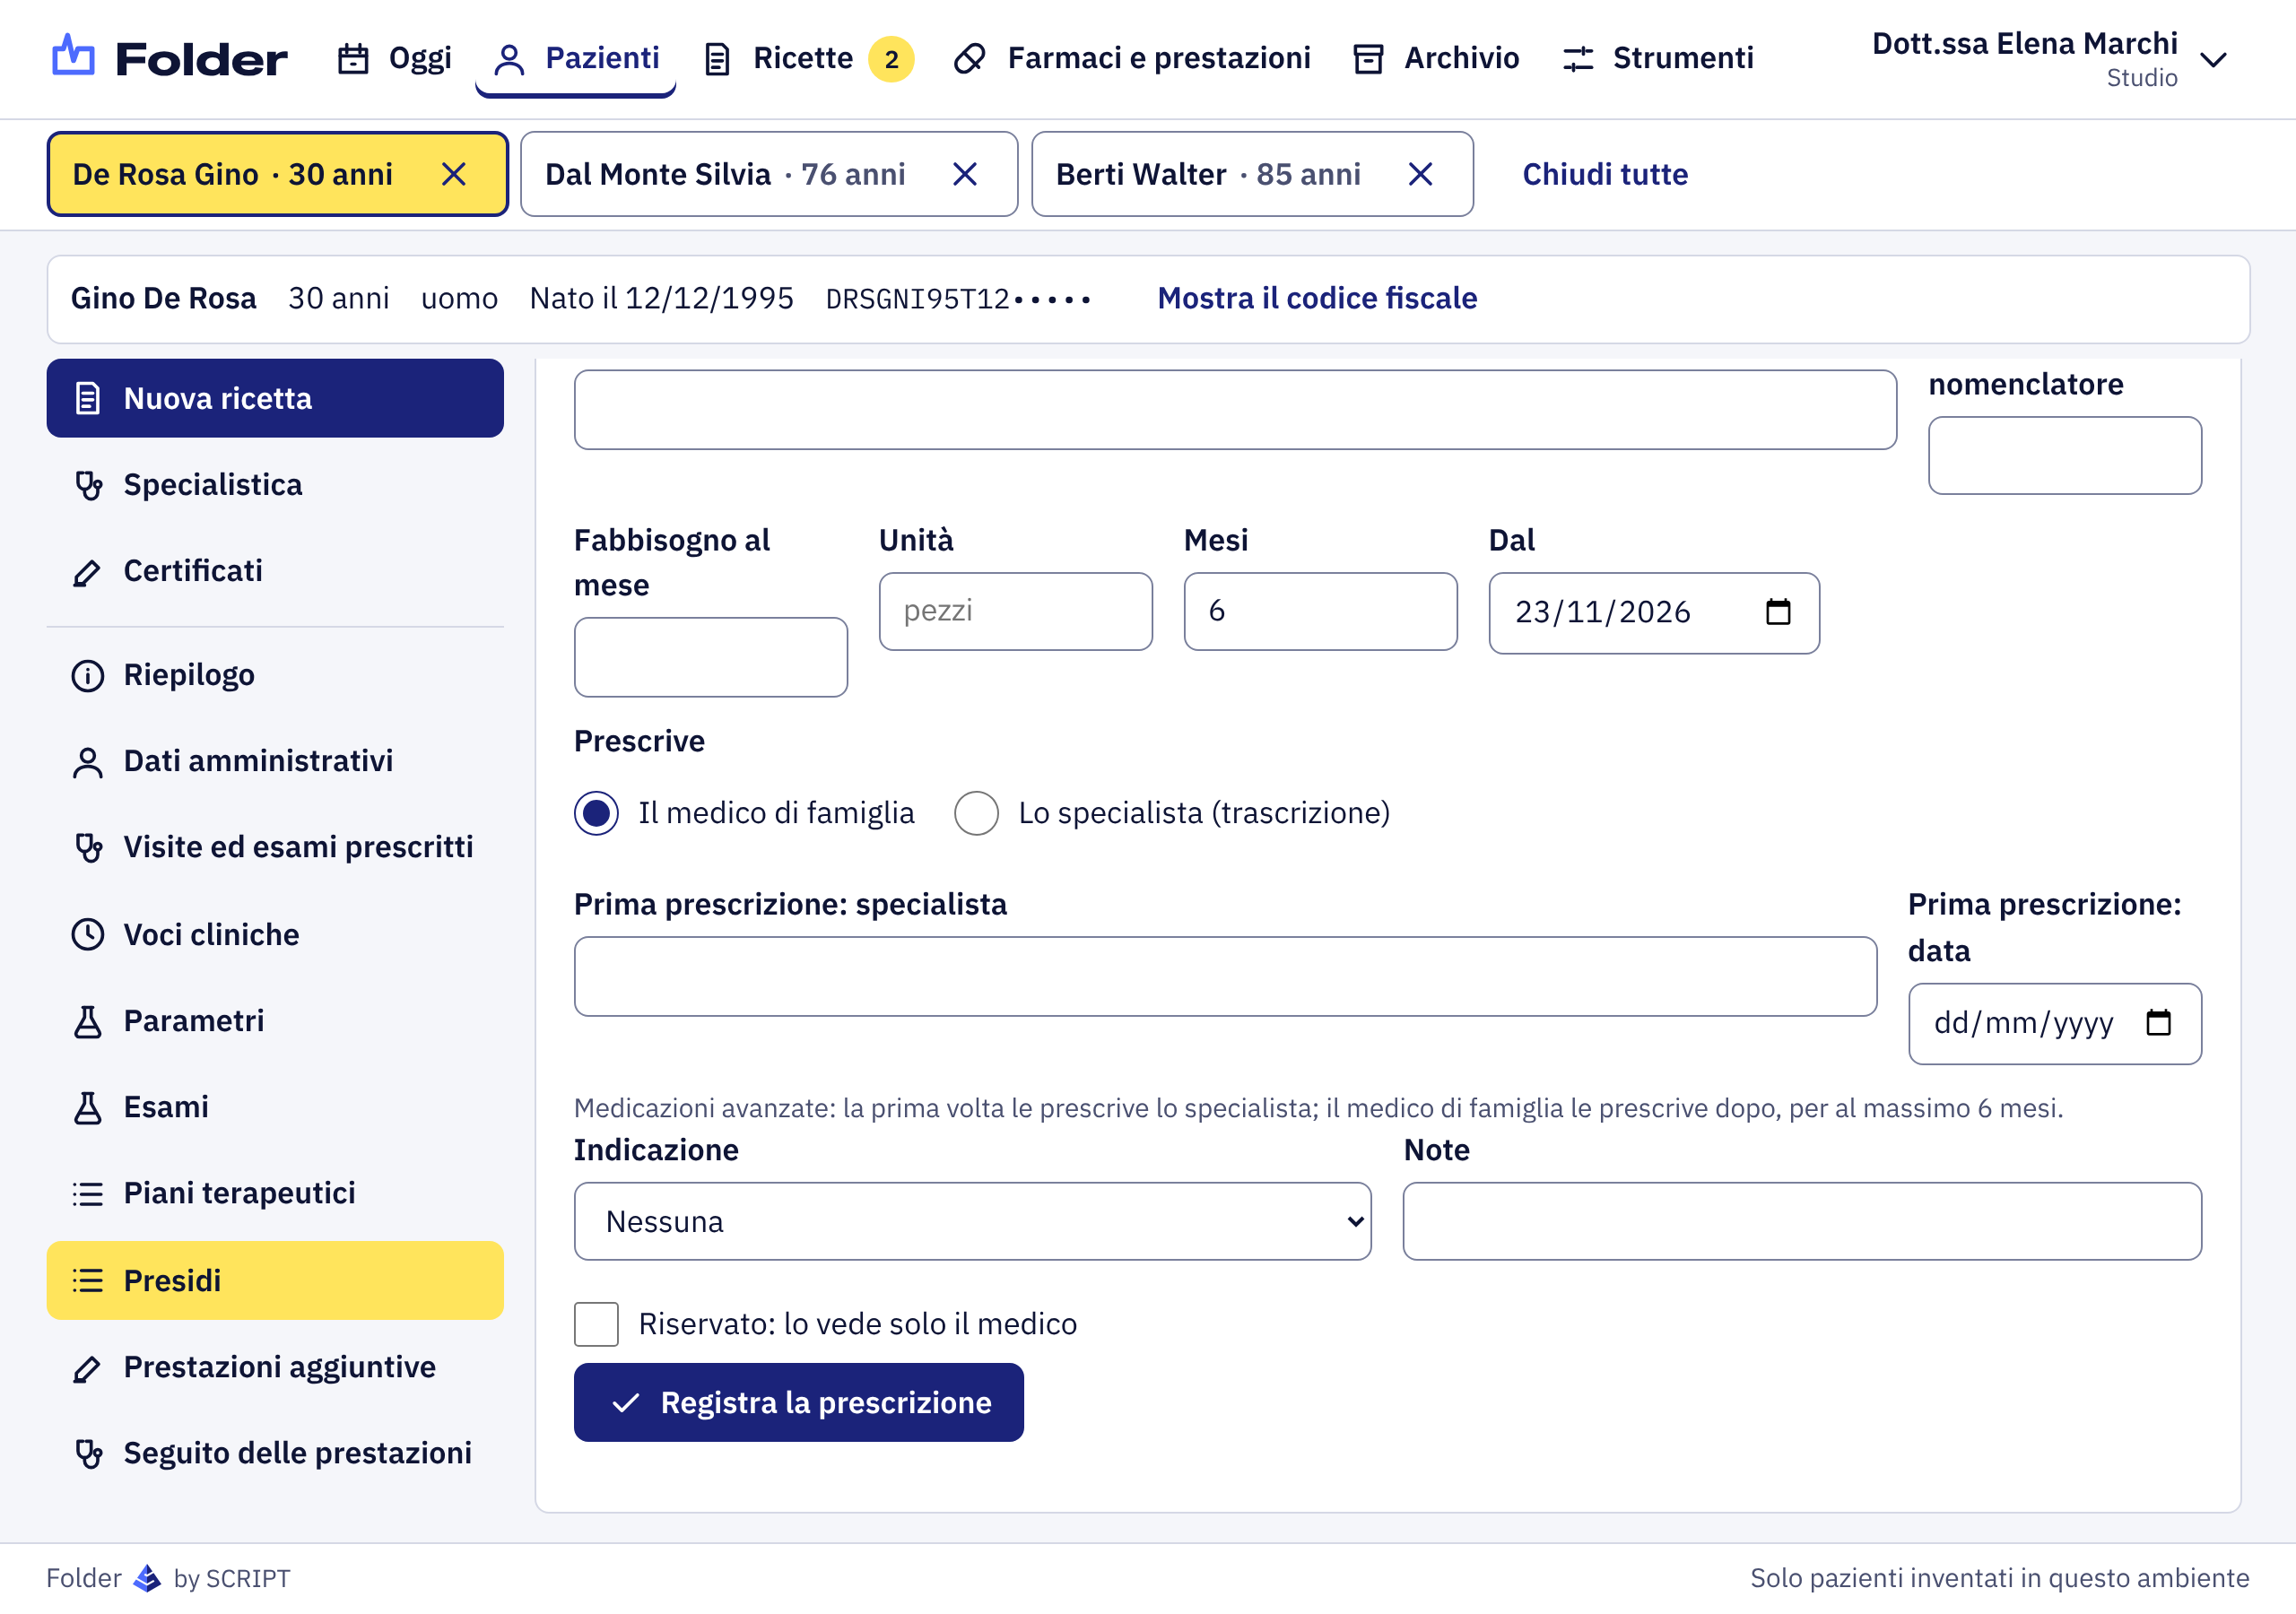 Folder
Oggi
Pazienti
Ricette 2
Farmaci e prestazioni
Archivio
Strumenti
Dott.ssa Elena Marchi
Studio
De Rosa Gino · 30 anni
Dal Monte Silvia · 76 anni
Berti Walter · 85 anni
Chiudi tutte
Gino De Rosa 30 anni uomo Nato il 12/12/1995 DRSGNI95T12••••• Mostra il codice fiscale
Nuova ricetta
Specialistica
Certificati
Riepilogo
Dati amministrativi
Visite ed esami prescritti
Voci cliniche
Parametri
Esami
Piani terapeutici
Presidi
Prestazioni aggiuntive
Seguito delle prestazioni
nomenclatore
Fabbisogno al
mese
Unità
pezzi
Mesi
6
Dal
23/11/2026
Prescrive
Il medico di famiglia
Lo specialista (trascrizione)
Prima prescrizione: specialista
Prima prescrizione:
data
dd/mm/yyyy
Medicazioni avanzate: la prima volta le prescrive lo specialista; il medico di famiglia le prescrive dopo, per al massimo 6 mesi.
Indicazione
Nessuna
Note
Riservato: lo vede solo il medico
Registra la prescrizione
Folder by SCRIPT
Solo pazienti inventati in questo ambiente